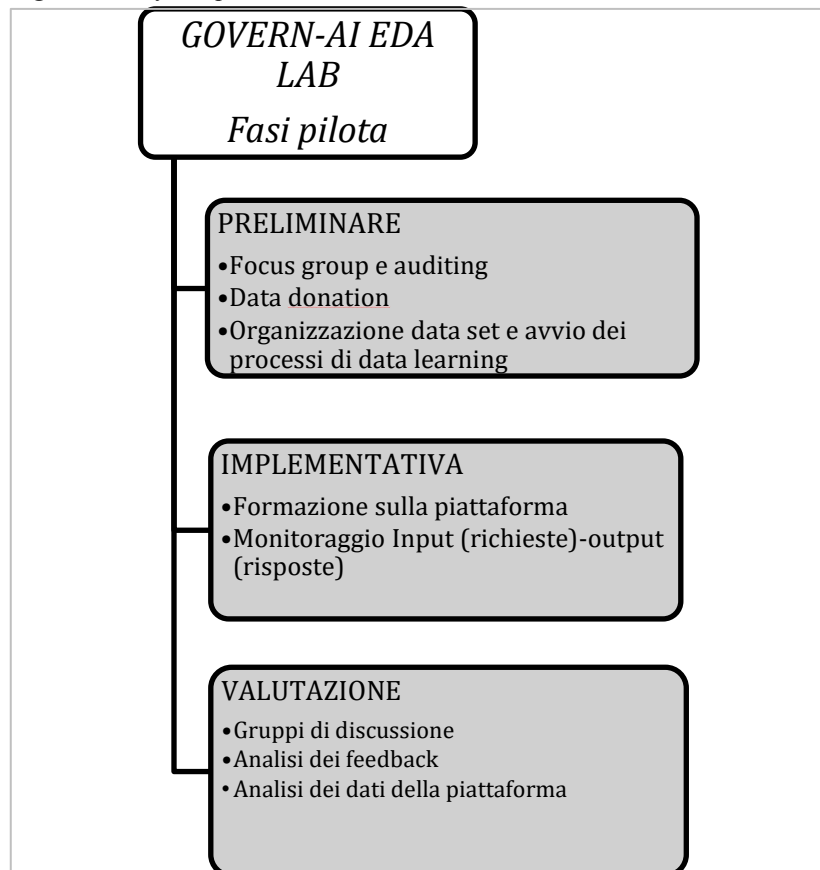 GOVERN-AI EDA
LAB
Fasi pilota
PRELIMINARE
•Focus group e auditing
•Data donation
•Organizzazione data set e avvio dei
processi di data learning
IMPLEMENTATIVA
•Formazione sulla piattaforma
•Monitoraggio Input (richieste)-output
(risposte)
VALUTAZIONE
•Gruppi di discussione
•Analisi dei feedback
•Analisi dei dati della piattaforma